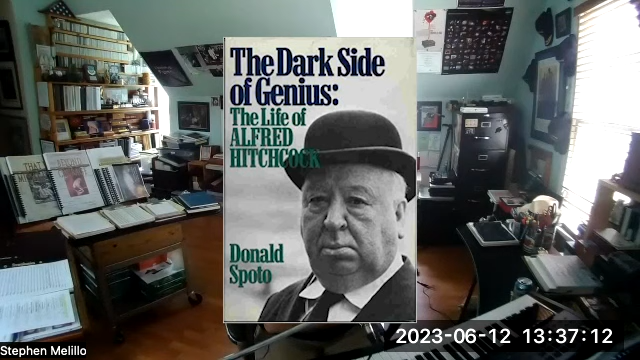 The Dark Side
of Genius:
The Life of
ALFRED
HITCHCOCK
Donald
Spoto
2023-06-12 13:37:12
Stephen Melillo